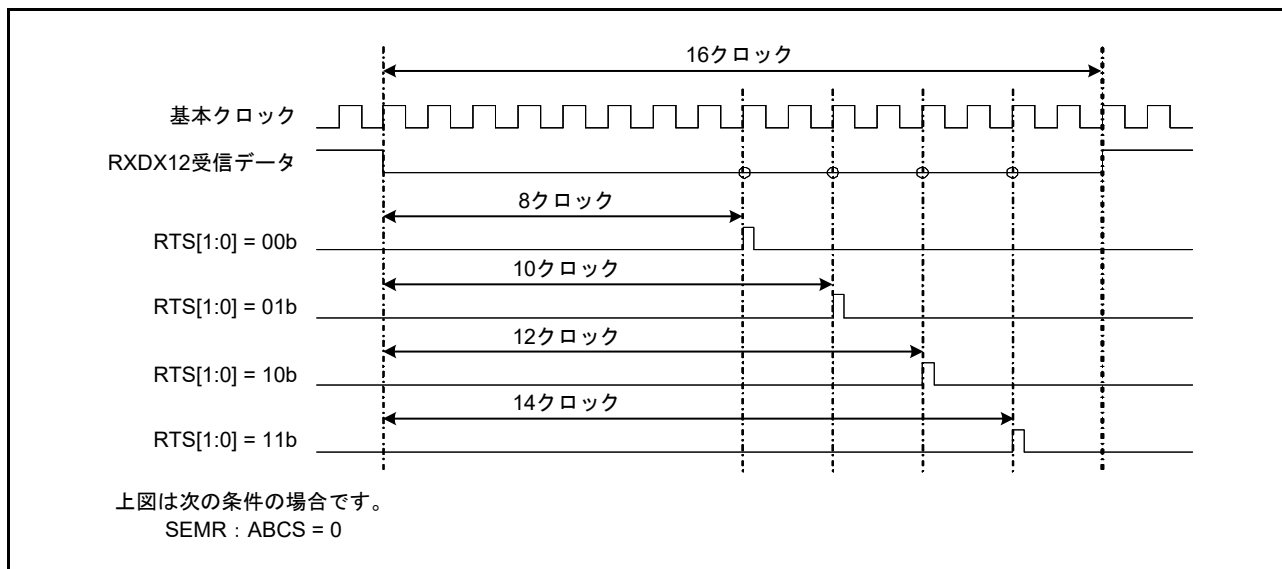 16クロック
基本クロック
RXDX12受信データ
8クロック
RTS[1:0] = 00b
10クロック
RTS[1:0] = 01b
12クロック
RTS[1:0] = 10b
14クロック
RTS[1:0] = 11b
上図は次の条件の場合です。
SEMR : ABCS = 0